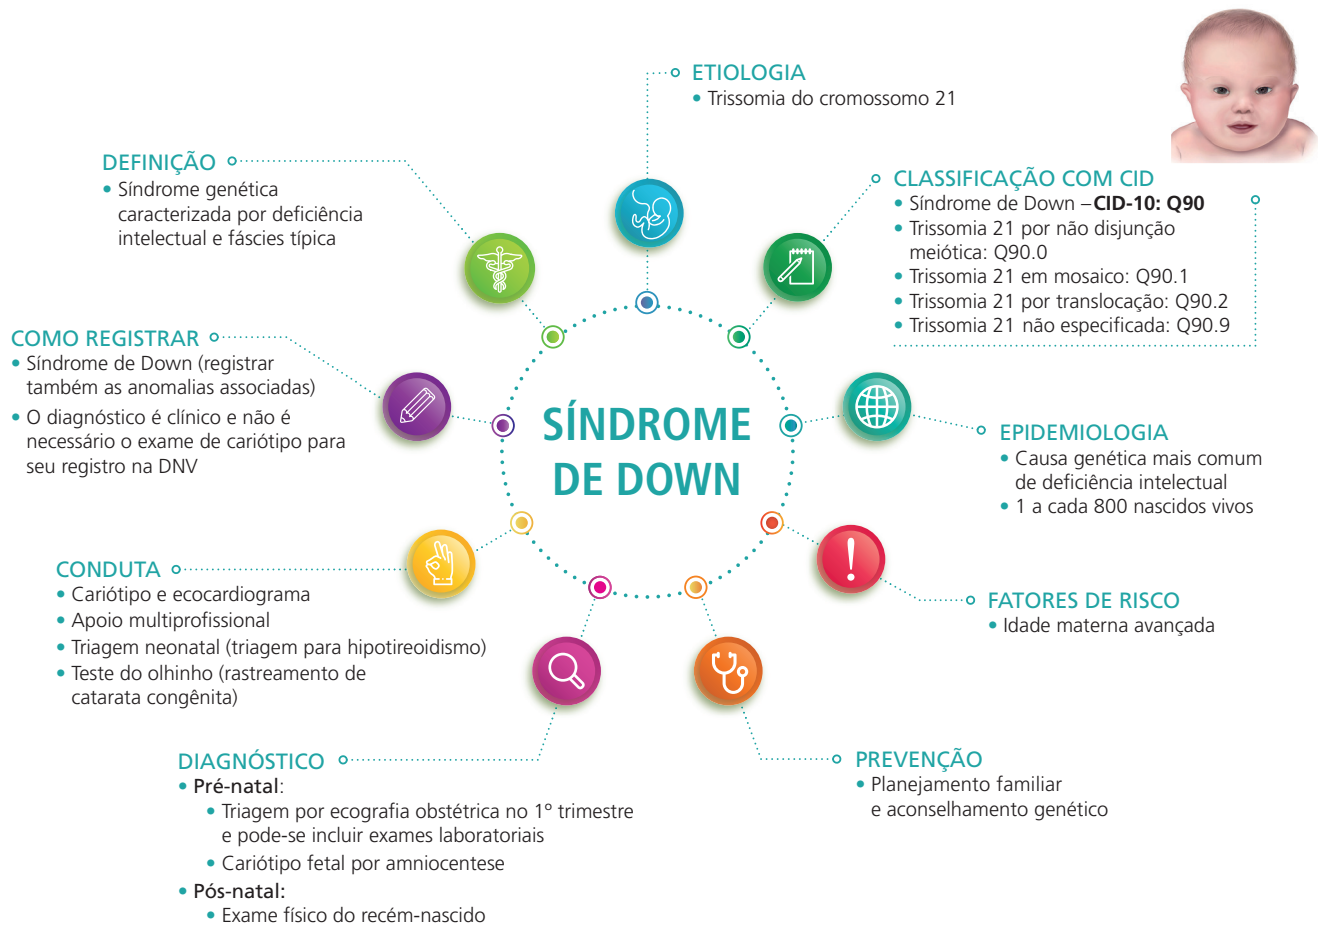 SÍNDROME
DE DOWN
ETIOLOGIA
• Trissomia do cromossomo 21
CLASSIFICAÇÃO COM CID
• Síndrome de Down – CID-10: Q90
• Trissomia 21 por não disjunção
meiótica: Q90.0
• Trissomia 21 em mosaico: Q90.1
• Trissomia 21 por translocação: Q90.2
• Trissomia 21 não especificada: Q90.9
EPIDEMIOLOGIA
• Causa genética mais comum
de deficiência intelectual
• 1 a cada 800 nascidos vivos
FATORES DE RISCO
• Idade materna avançada
PREVENÇÃO
• Planejamento familiar
e aconselhamento genético
DIAGNÓSTICO
• Pré-natal:
• Triagem por ecografia obstétrica no 1º trimestre
e pode-se incluir exames laboratoriais
• Cariótipo fetal por amniocentese
• Pós-natal:
• Exame físico do recém-nascido
CONDUTA
• Cariótipo e ecocardiograma
• Apoio multiprofissional
• Triagem neonatal (triagem para hipotireoidismo)
• Teste do olhinho (rastreamento de
catarata congênita)
COMO REGISTRAR
• Síndrome de Down (registrar
também as anomalias associadas)
• O diagnóstico é clínico e não é
necessário o exame de cariótipo para
seu registro na DNV
DEFINIÇÃO
• Síndrome genética
caracterizada por deficiência
intelectual e fáscies típica